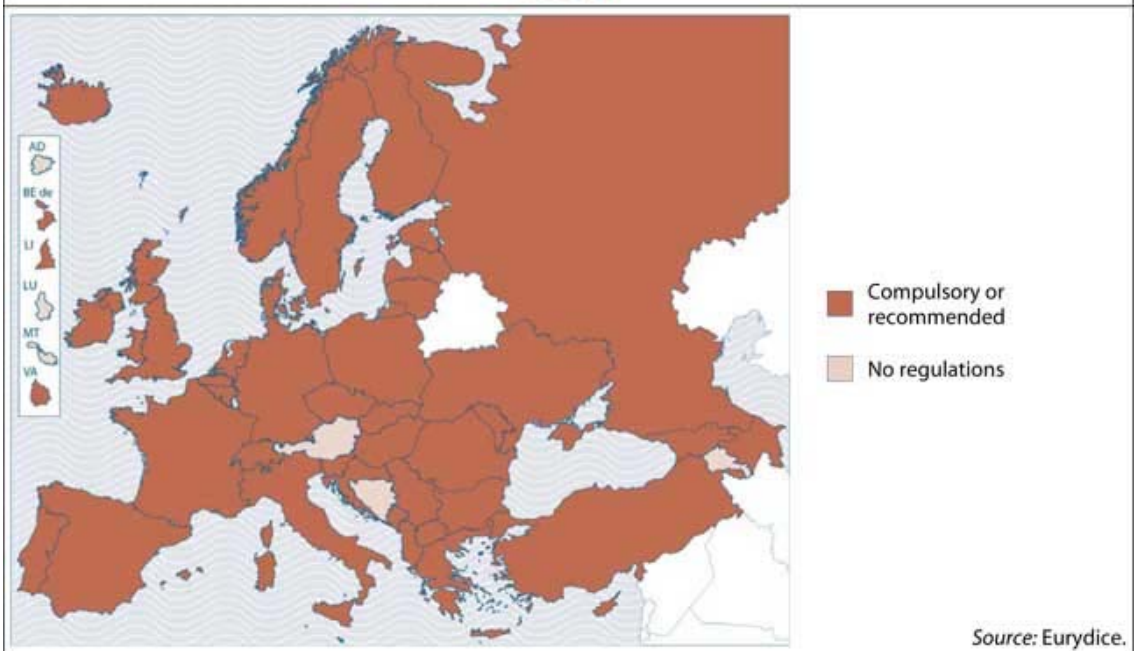 AD
BE de
LI
LU
MT
VA
Compulsory or
recommended
No regulations
Source: Eurydice.